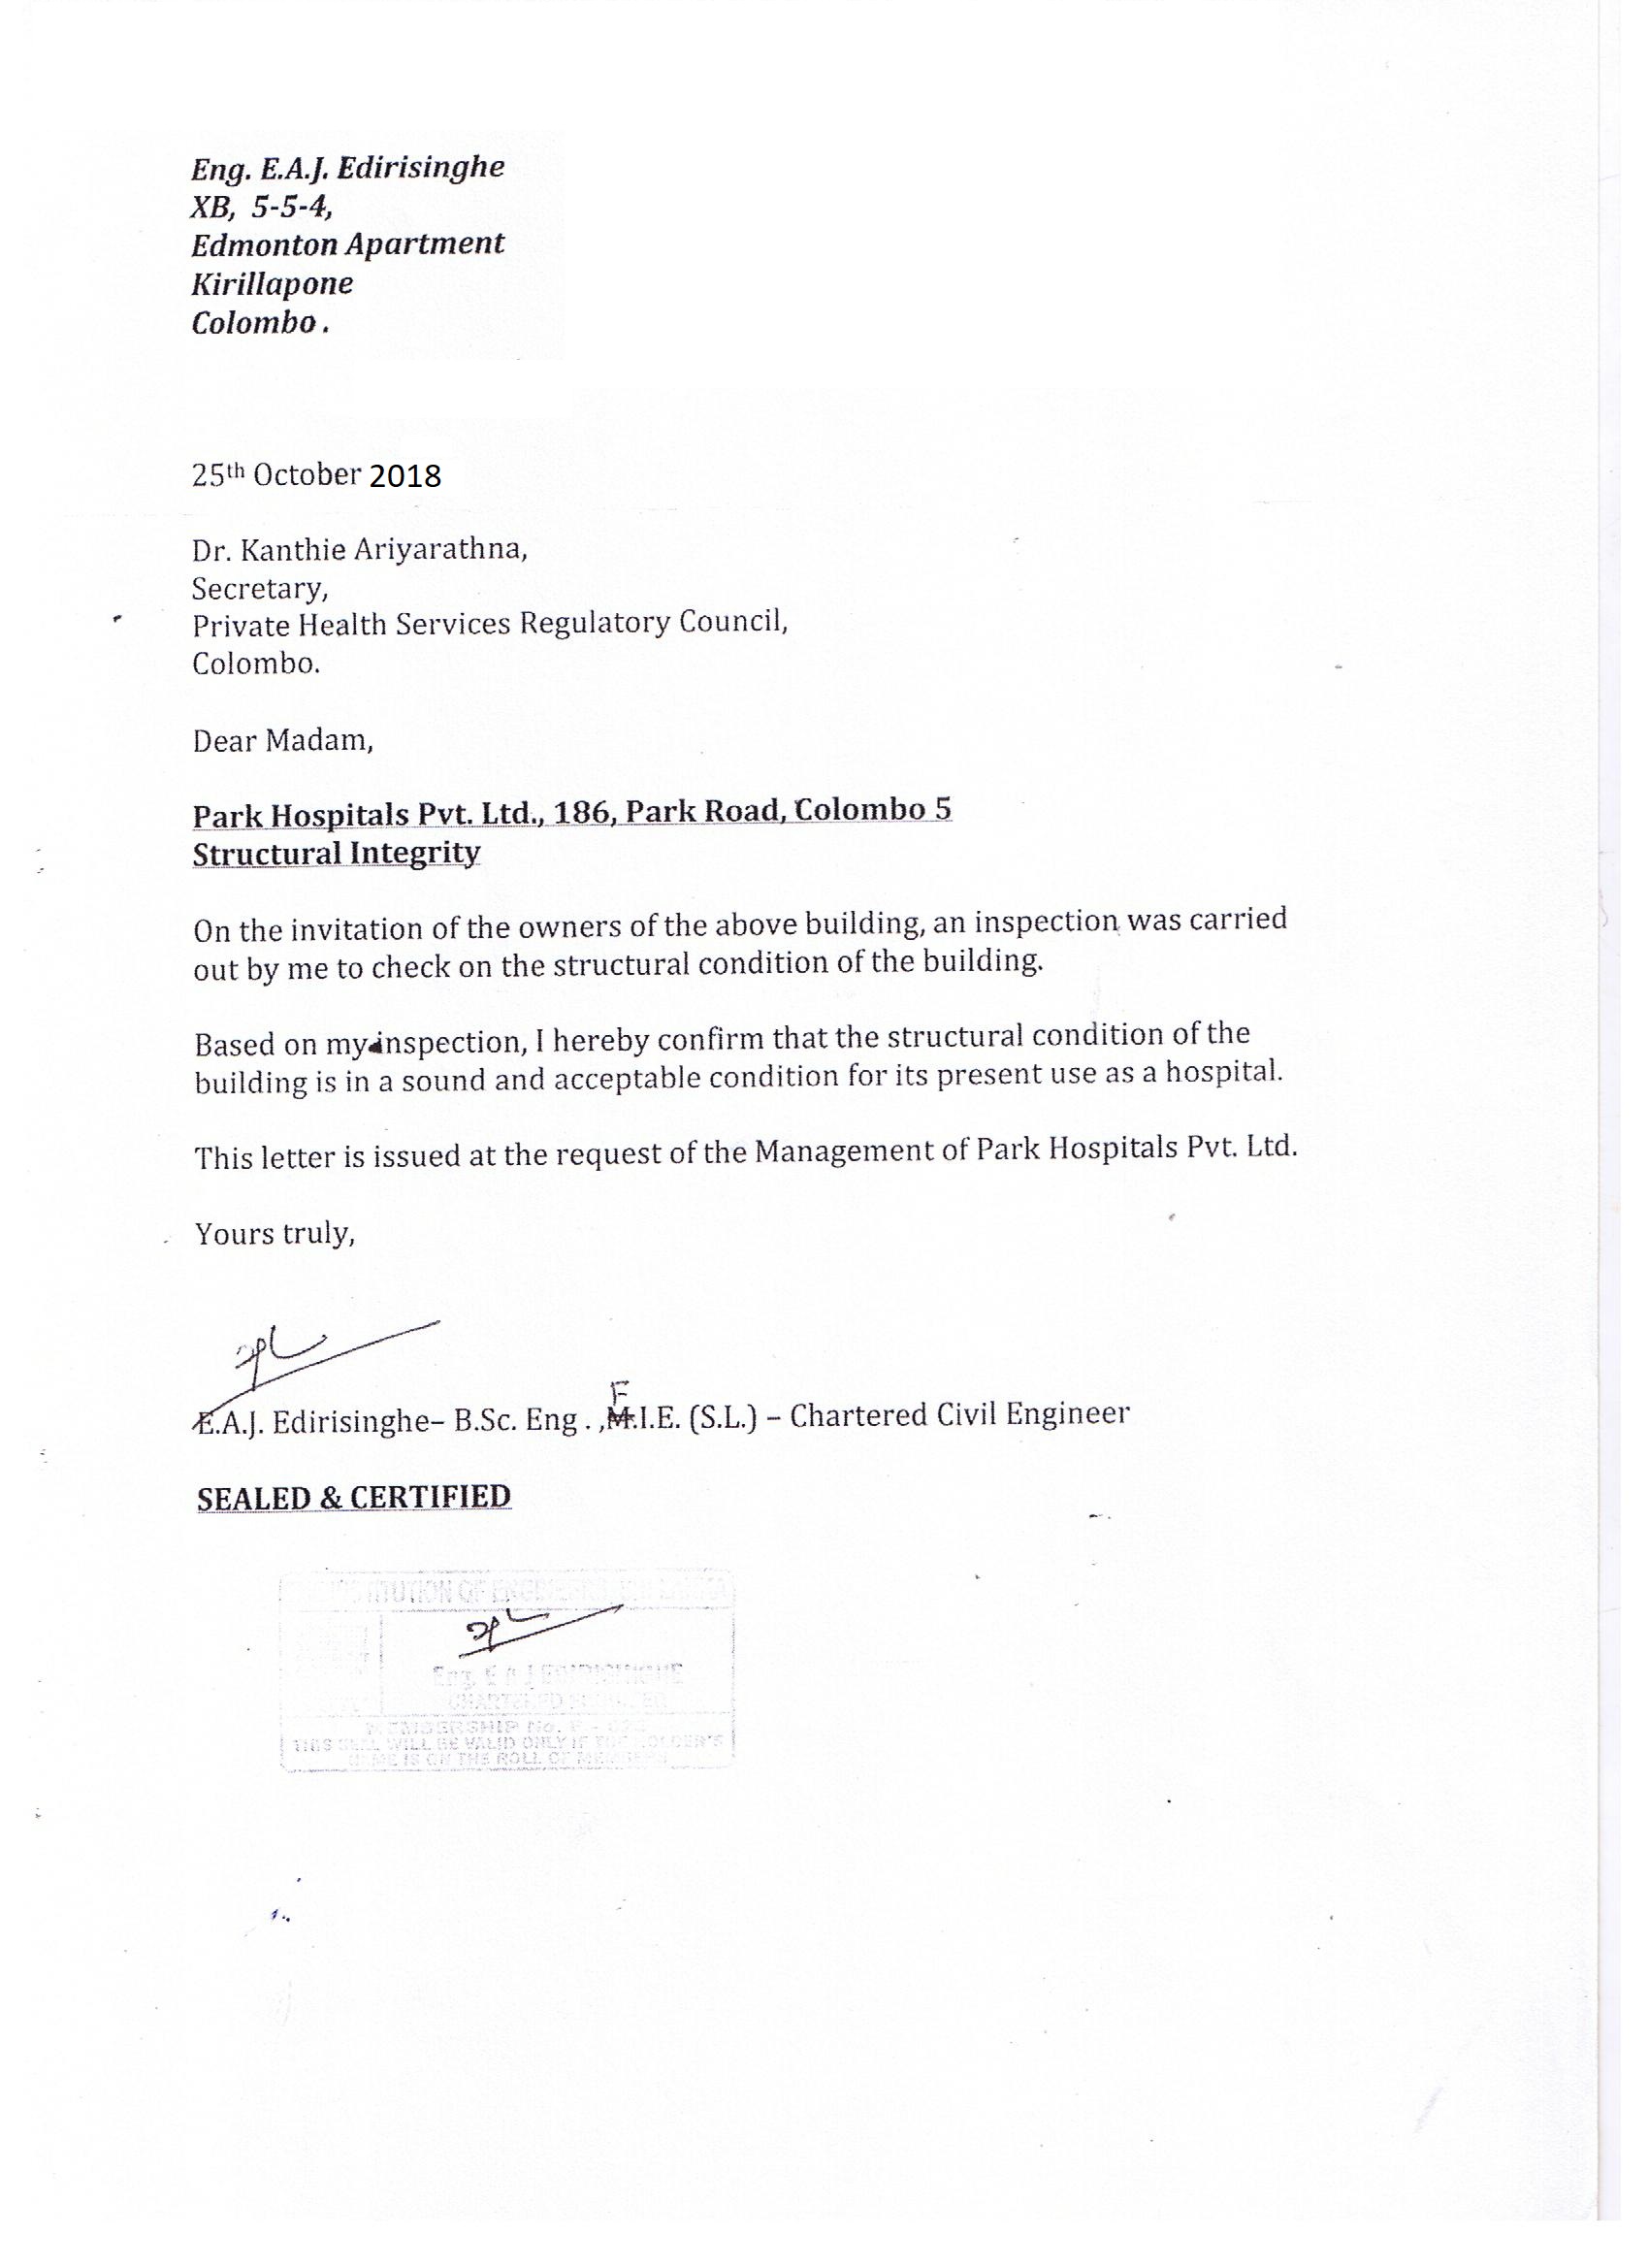 Eng. E.A.J. Edirisinghe
XB, 5-5-4,
Edmonton Apartment
Kirillapone
Colombo .
25th October 2018
Dr. Kanthie Ariyarathna,
Secretary,
Private Health Services Regulatory Council,
Colombo.
Dear Madam,
Park Hospitals Pvt. Ltd., 186, Park Road, Colombo 5
Structural Integrity
On the invitation of the owners of the above building, an inspection was carried
out by me to check on the structural condition of the building.
Based on my inspection, I hereby confirm that the structural condition of the
building is in a sound and acceptable condition for its present use as a hospital.
This letter is issued at the request of the Management of Park Hospitals Pvt. Ltd.
Yours truly,
E.A.J. Edirisinghe– B.Sc. Eng . ,F.I.E. (S.L.) – Chartered Civil Engineer
SEALED & CERTIFIED
OF
Eng. E A J EDIRISINGHE
CHARTERED
MEMBERSHIP No.
THIS SEAL WILL BE VALID ONLY IF THE HOLDER'S
NAME IS ON THE ROLL OF MEMBERS